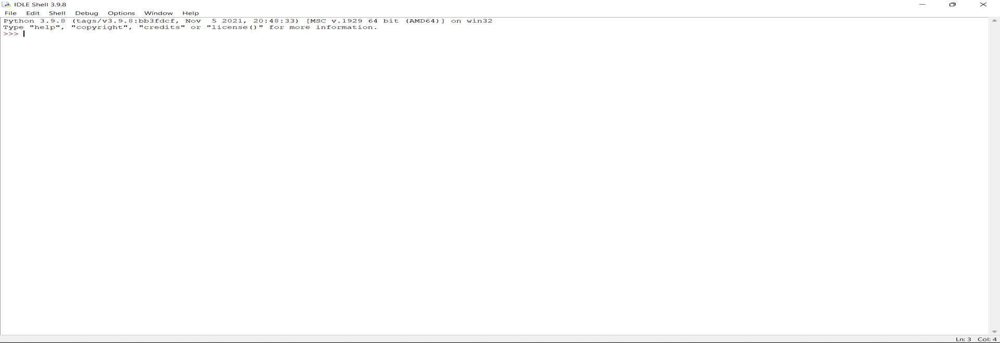 IDLE Shell 3.9.8
File Edit Shell Debug Options Window Help
Python 3.9.8 (tags/v3.9.8:bb3fdcf, Nov  5 2021, 20:48:33) [MSC v.1929 64 bit (AMD64)] on win32
Type "help", "copyright", "credits" or "license()" for more information.
>>>
Ln: 3 Col: 4